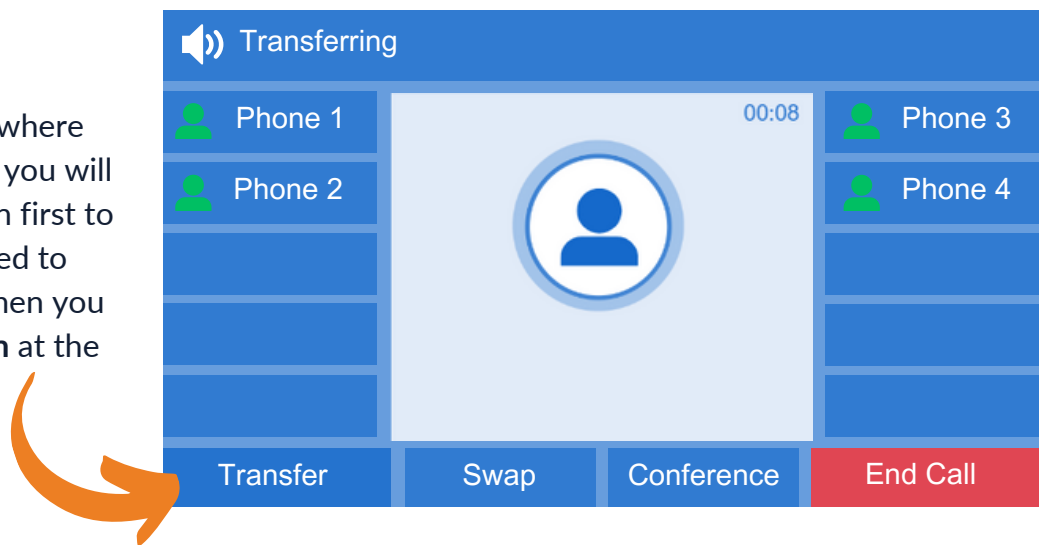 where
you will
n first to
ed to
hen you
n at the
Transferring
Phone 1
Phone 2
00:08
Phone 3
Phone 4
Transfer
Swap
Conference
End Call